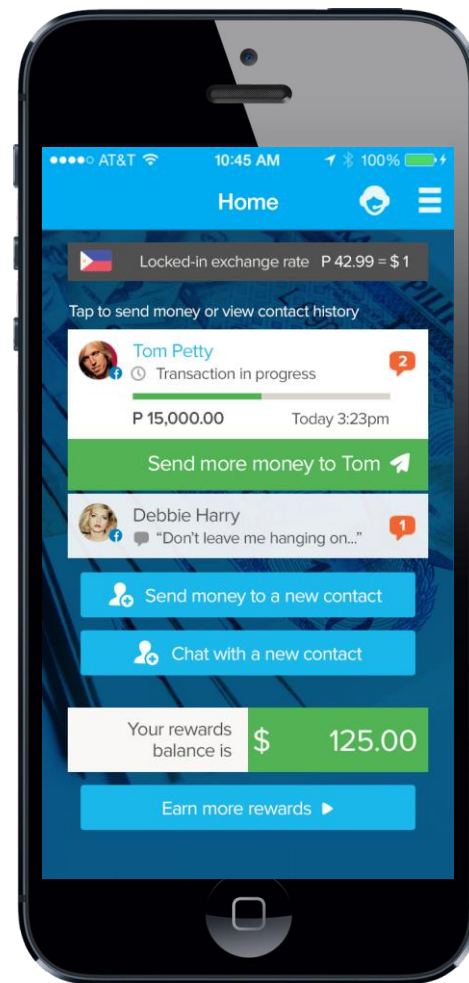 AT&T 10:45 AM 100%
Home
Locked-in exchange rate P 42.99 = $ 1
Tap to send money or view contact history
Tom Petty
2
Transaction in progress
P 15,000.00 Today 3:23pm
Send more money to Tom
Debbie Harry
1
“Don’t leave me hanging on...”
Send money to a new contact
Chat with a new contact
Your rewards
balance is
$ 125.00
Earn more rewards